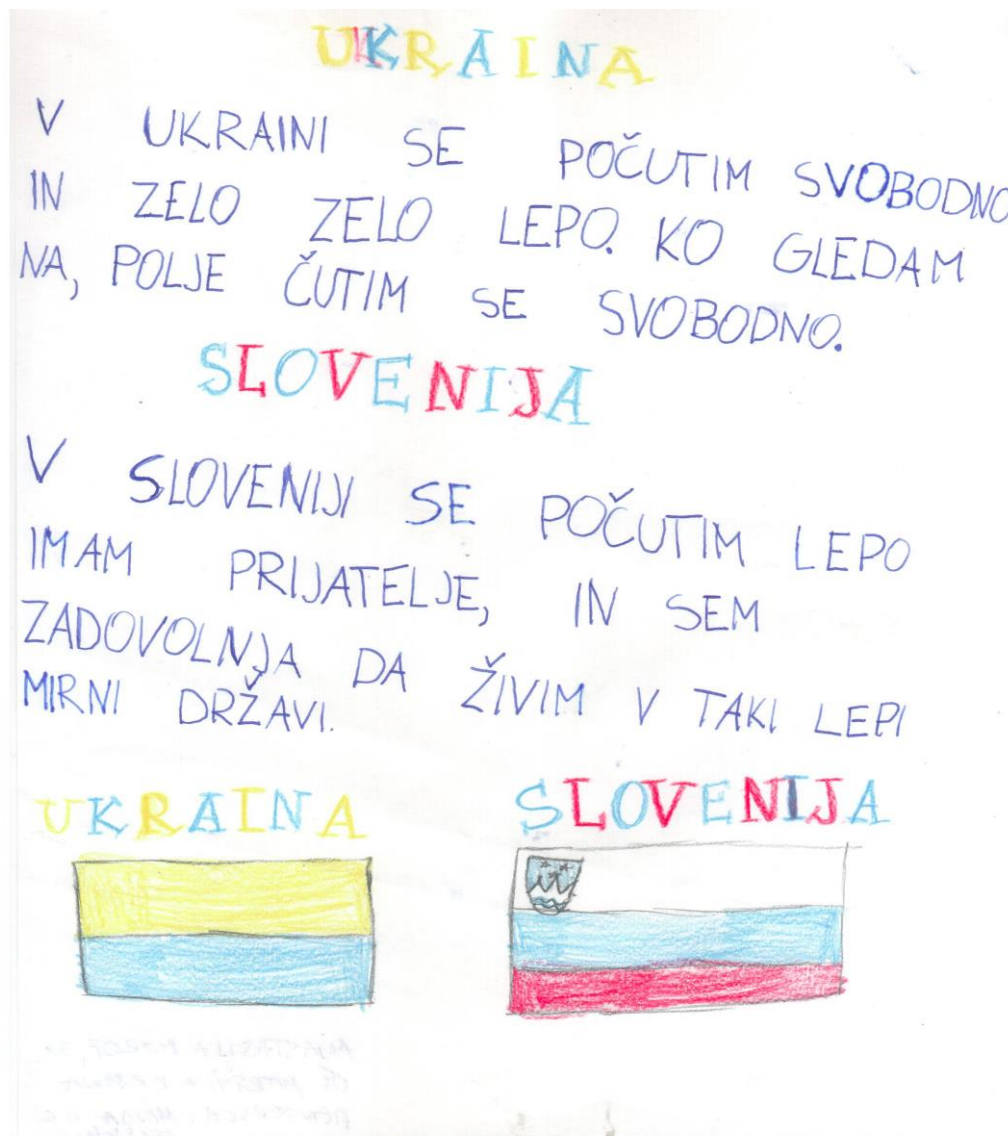 UKRAINA
V UKRAINI SE POČUTIM SVOBODNO
IN ZELO ZELO LEPO. KO GLEDAM
NA, POLJE ČUTIM SE SVOBODNO.
SLOVENIJA
V SLOVENIJI SE POČUTIM LEPO
IMAM PRIJATELJE, IN SEM
ZADOVOLNJA DA ŽIVIM V TAKI LEPI
MIRNI DRŽAVI.
UKRAINA SLOVENIJA